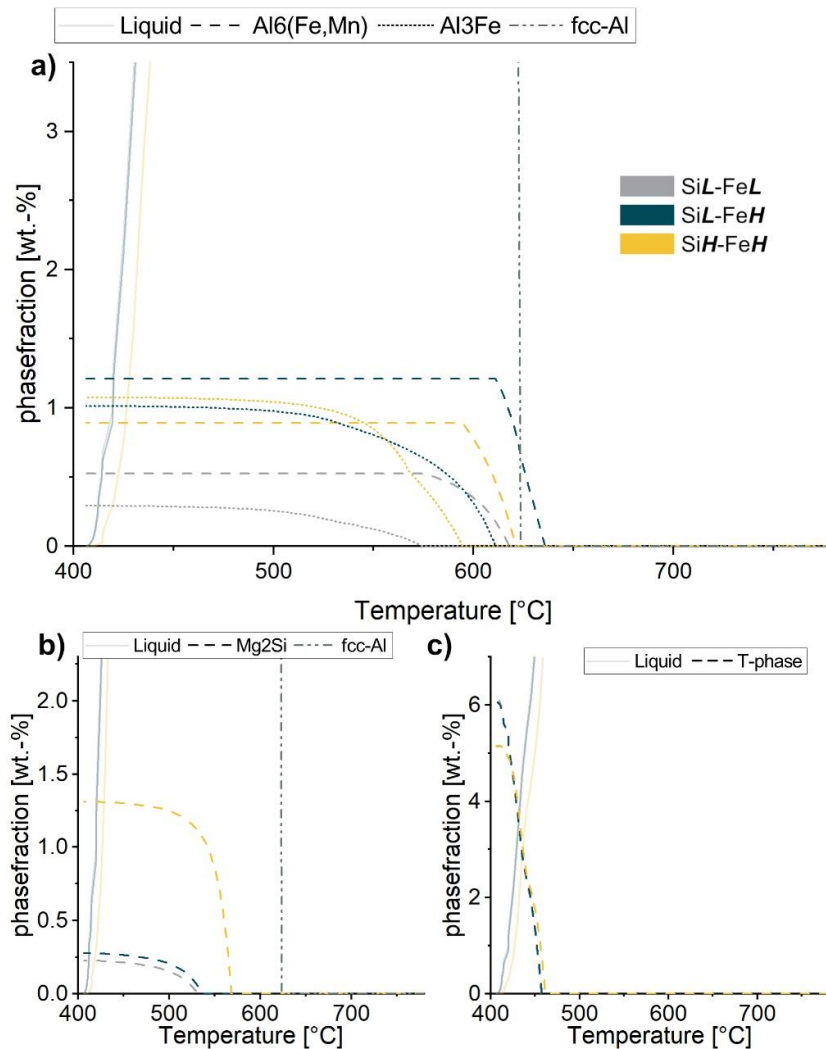 Liquid Al6(Fe,Mn) Al3Fe fcc-Al
a)
3
2
1
0
phasefraction [wt.-%]
SiL-FeL
SiL-FeH
SiH-FeH
400 500 600 700
Temperature [°C]
b)
Liquid Mg2Si fcc-Al
2.0
1.5
1.0
0.5
0.0
phasefraction [wt.-%]
400 500 600 700
Temperature [°C]
c)
Liquid T-phase
6
4
2
0
phasefraction [wt.-%]
400 500 600 700
Temperature [°C]